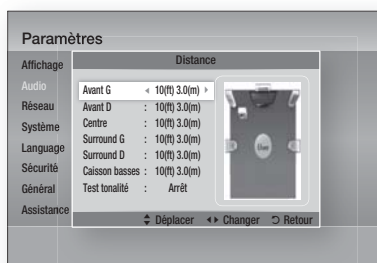 Paramètres
Affichage
Audio
Réseau
Système
Language
Sécurité
Général
Assistance
Distance
Avant G ◄ 10(ft) 3.0(m) ►
Avant D : 10(ft) 3.0(m)
Centre : 10(ft) 3.0(m)
Surround G : 10(ft) 3.0(m)
Surround D : 10(ft) 3.0(m)
Caisson basses : 10(ft) 3.0(m)
Test tonalité : Arrêt
User
Déplacer Changer Retour